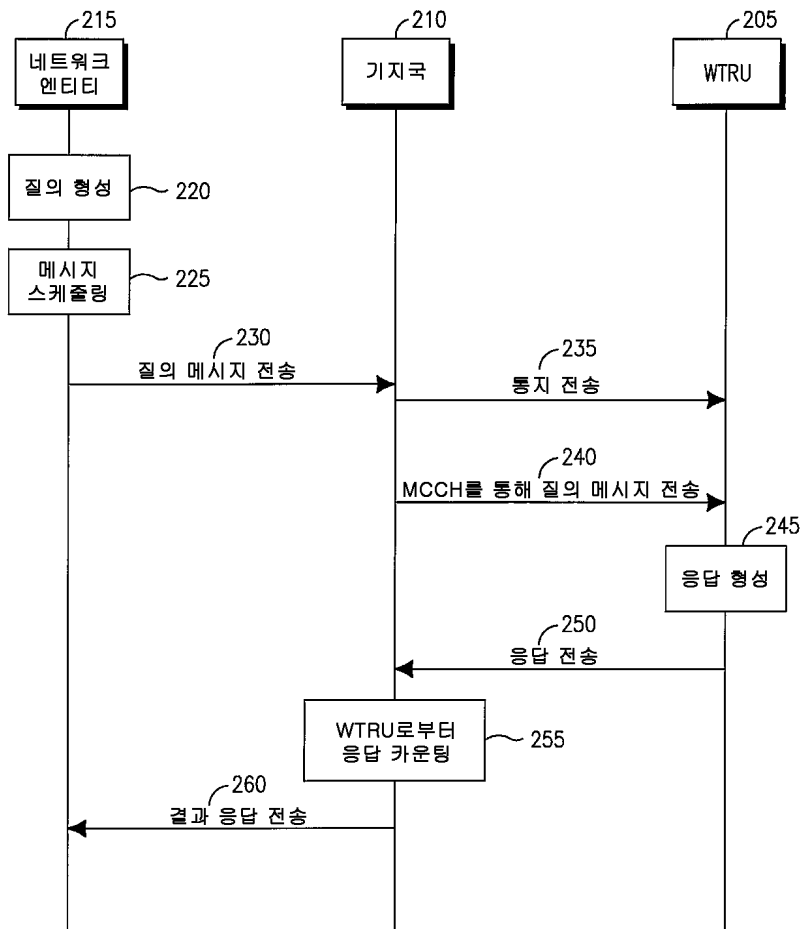 215
210
205
네트워크
엔티티
기지국
WTRU
질의 형성
220
메시지
스케줄링
225
230
질의 메시지 전송
235
통지 전송
240
MCCH를 통해 질의 메시지 전송
245
응답 형성
250
응답 전송
WTRU로부터
응답 카운팅
255
260
결과 응답 전송